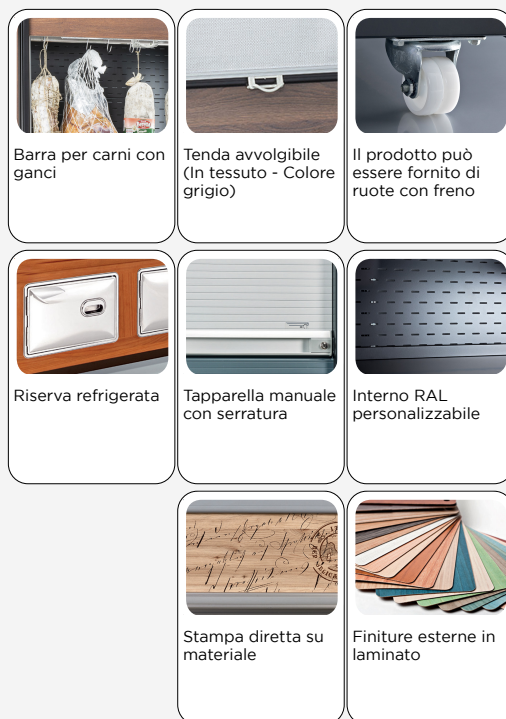 Barra per carni con
ganci
Tenda avvolgibile
(In tessuto - Colore
grigio)
Il prodotto può
essere fornito di
ruote con freno
Riserva refrigerata
Tapparella manuale
con serratura
Interno RAL
personalizzabile
Stampa diretta su
materiale
Finiture esterne in
laminato